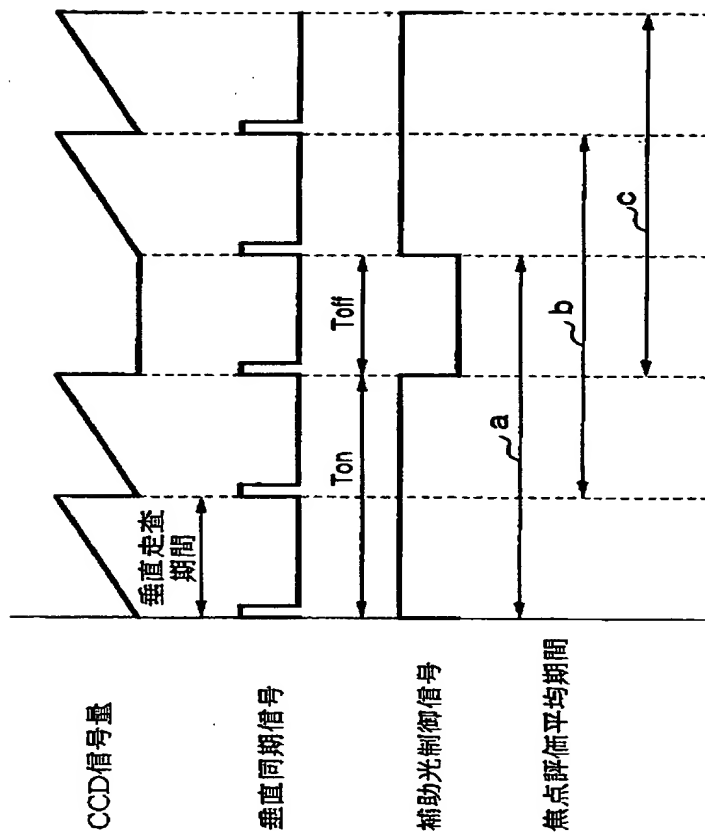 CCD信号量
垂直走査
期間
垂直同期信号
Ton
Toff
補助光制御信号
焦点評価平均期間
a
b
c